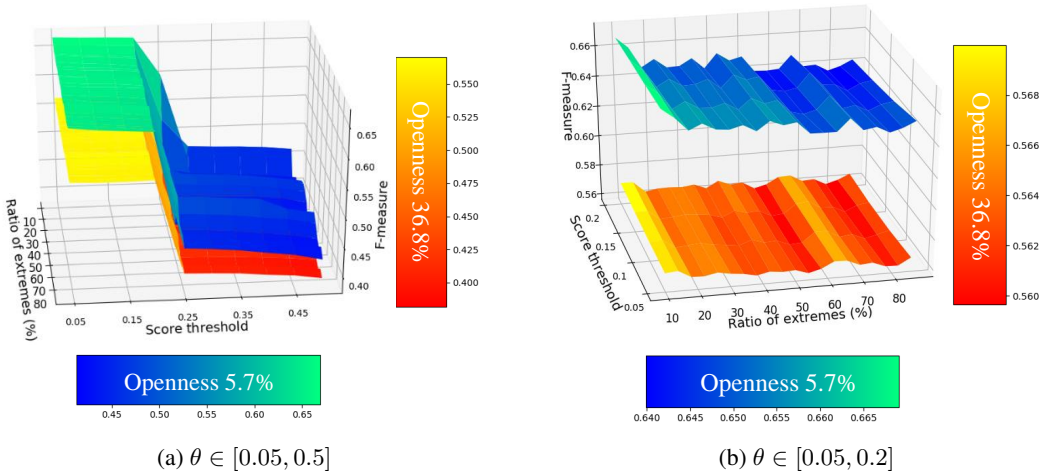 0.65
0.60
0.55
0.50
0.45
0.40
F-measure
Ratio of extremes (%)
10
20
30
40
50
60
70
80
0.05
0.15
0.25
0.35
0.45
Score threshold
Openness 36.8%
0.550
0.525
0.500
0.475
0.450
0.425
0.400
Openness 5.7%
0.45 0.50 0.55 0.60 0.65
(a) θ ∈ [0.05, 0.5]
0.66
0.64
0.62
0.60
0.58
0.56
F-measure
Score threshold
0.2
0.15
0.1
0.05
10 20 30 40 50 60 70 80
Ratio of extremes (%)
Openness 36.8%
0.568
0.566
0.564
0.562
0.560
Openness 5.7%
0.640 0.645 0.650 0.655 0.660 0.665
(b) θ ∈ [0.05, 0.2]